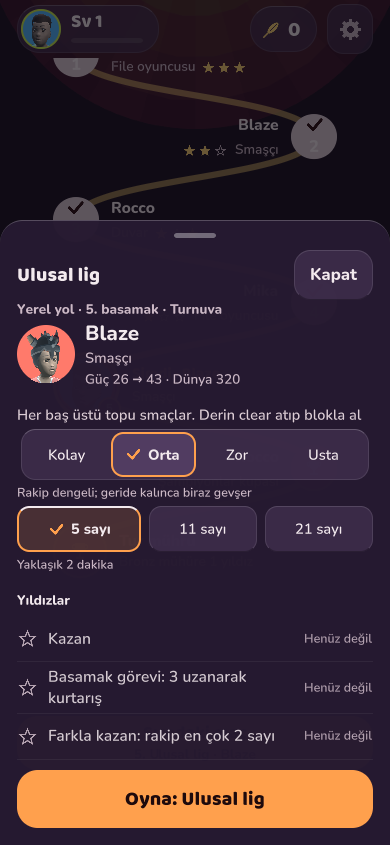 Sv 1
0
1
File oyuncusu
Blaze
2
Smaşçı
Rocco
Ulusal lig
Kapat
Yerel yol · 5. basamak · Turnuva
Blaze
Smaşçı
Güç 26 → 43 · Dünya 320
Her baş üstü topu smaçlar. Derin clear atıp blokla al
Kolay
Orta
Zor
Usta
Rakip dengeli; geride kalınca biraz gevşer
5 sayı
11 sayı
21 sayı
Yaklaşık 2 dakika
Yıldızlar
Kazan
Henüz değil
Basamak görevi: 3 uzanarak
kurtarış
Henüz değil
Farkla kazan: rakip en çok 2 sayı
Henüz değil
Oyna: Ulusal lig